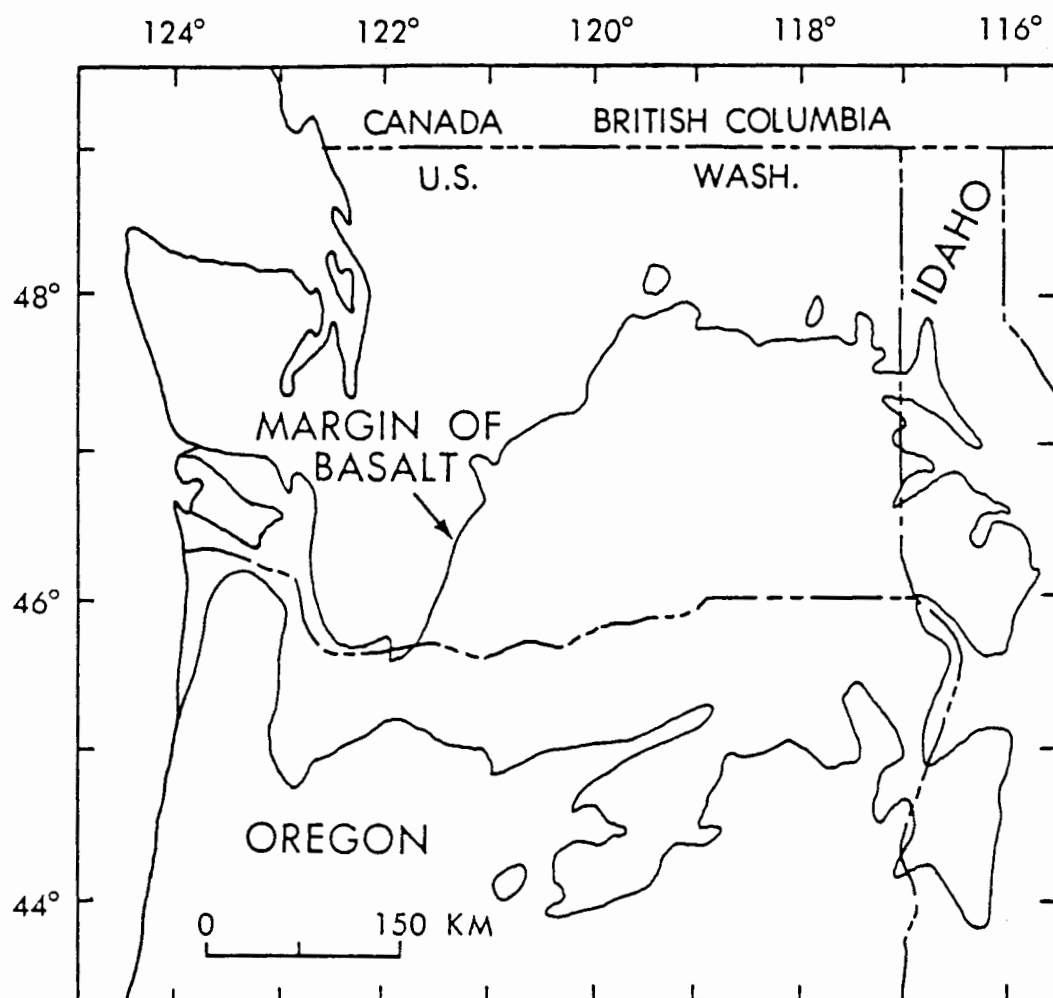 124° 122° 120° 118° 116°
CANADA BRITISH COLUMBIA
U.S. WASH.
IDAHO
48°
MARGIN OF
BASALT
46°
OREGON
44°
0 150 KM